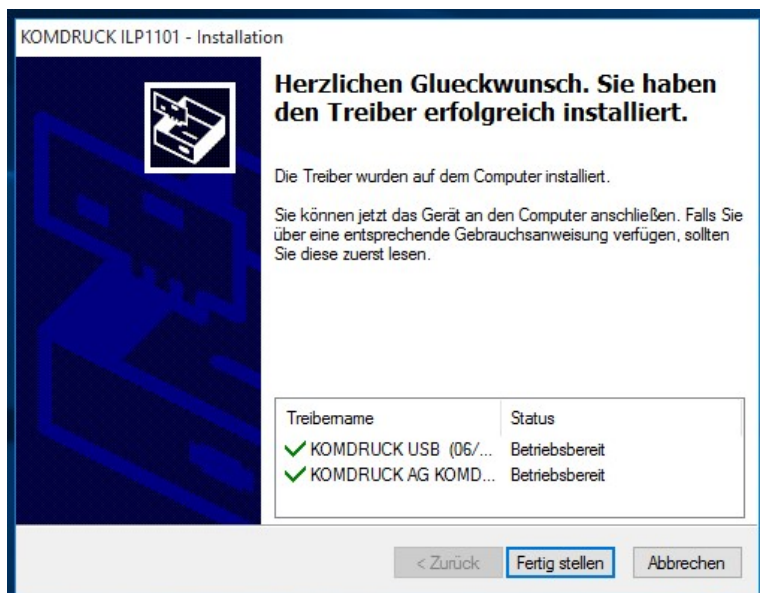 KOMDRUCK ILP1101 - Installation
Herzlichen Glueckwunsch. Sie haben
den Treiber erfolgreich installiert.
Die Treiber wurden auf dem Computer installiert.
Sie können jetzt das Gerät an den Computer anschließen. Falls Sie
über eine entsprechende Gebrauchsanweisung verfügen, sollten
Sie diese zuerst lesen.
Treibername Status
KOMDRUCK USB (06/... Betriebsbereit
KOMDRUCK AG KOMD... Betriebsbereit
< Zurück Fertig stellen Abbrechen